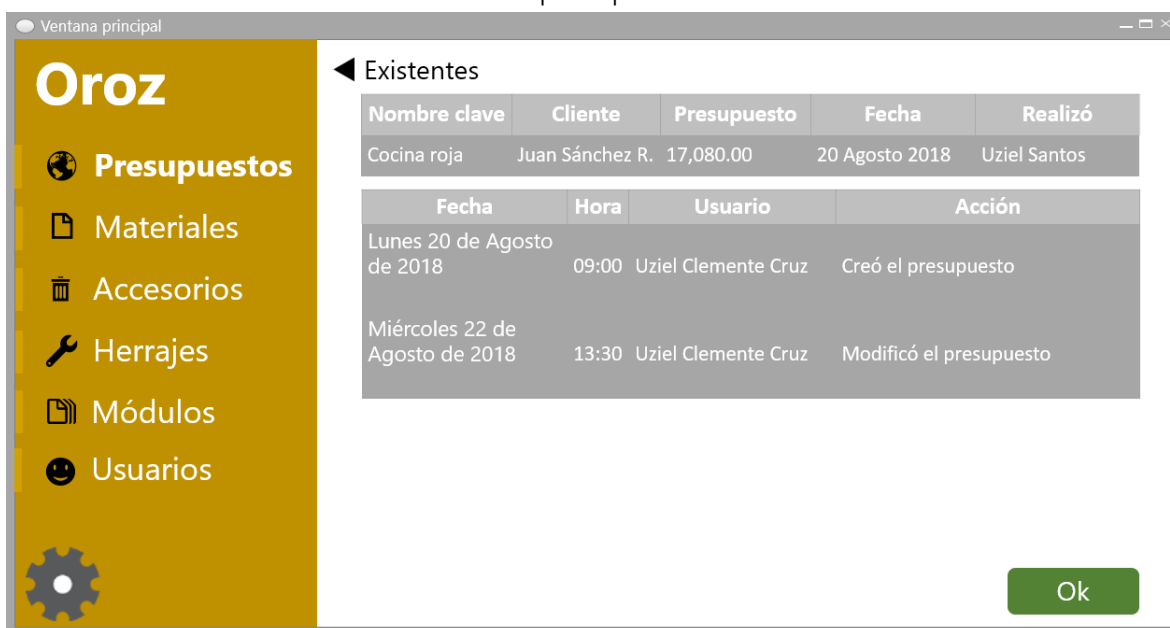 Ventana principal
Oroz
Presupuestos
Materiales
Accesorios
Herrajes
Módulos
Usuarios
Existentes
Nombre clave Cliente Presupuesto Fecha Realizó
Cocina roja Juan Sánchez R. 17,080.00 20 Agosto 2018 Uziel Santos
Fecha Hora Usuario Acción
Lunes 20 de Agosto
de 2018 09:00 Uziel Clemente Cruz Creó el presupuesto
Miércoles 22 de
Agosto de 2018 13:30 Uziel Clemente Cruz Modificó el presupuesto
Ok